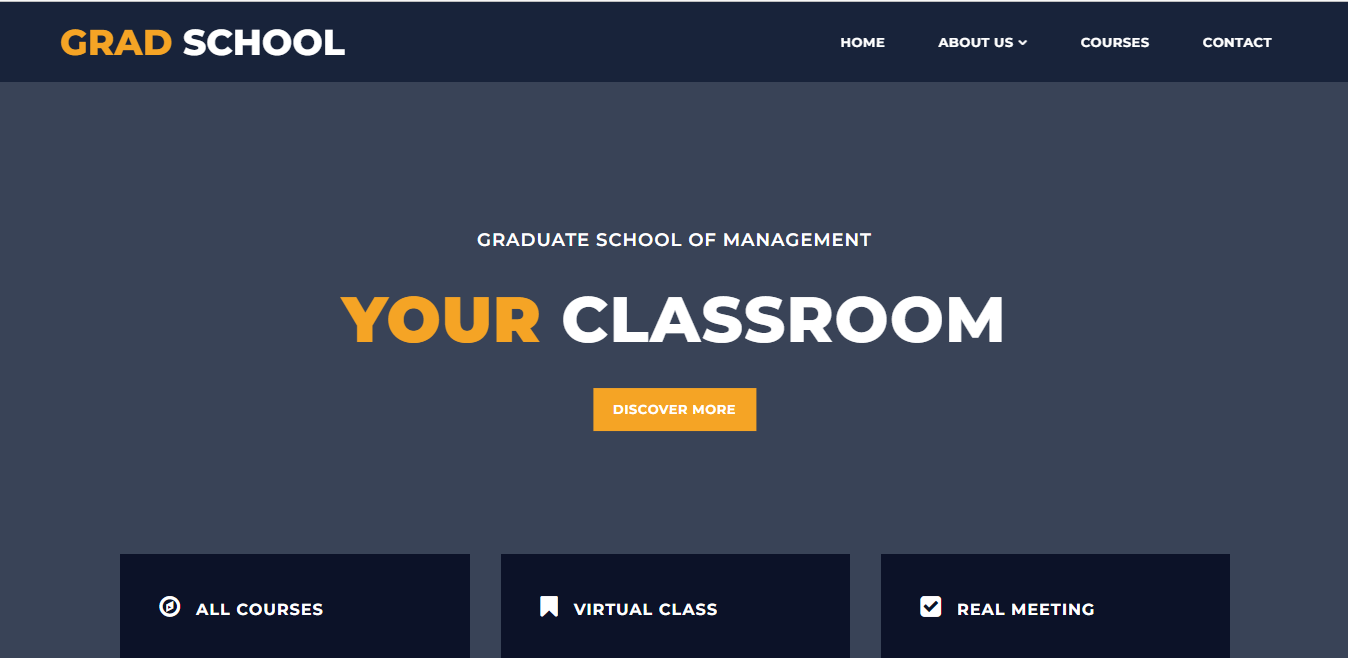 GRAD SCHOOL
HOME
ABOUT US
COURSES
CONTACT
GRADUATE SCHOOL OF MANAGEMENT
YOUR CLASSROOM
DISCOVER MORE
ALL COURSES
VIRTUAL CLASS
REAL MEETING